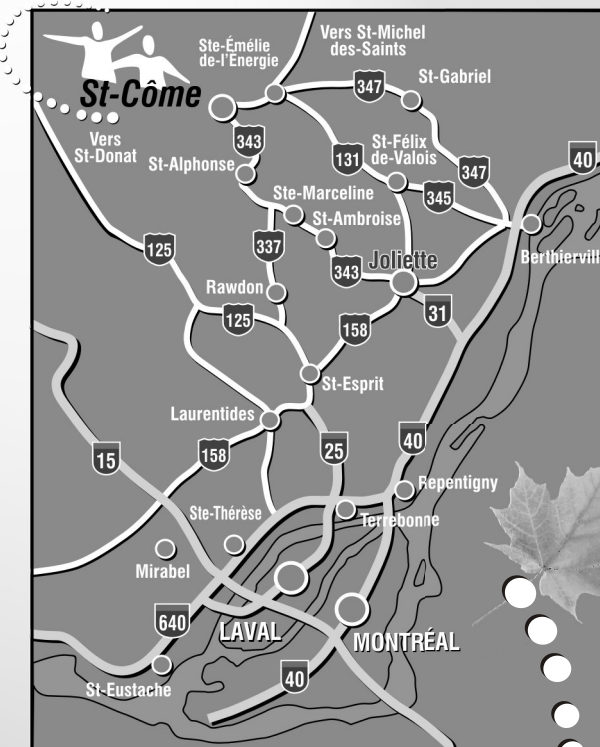 Vers St-Michel
des-Saints
Ste-Émélie
de-l'Énergie
St-Gabriel
347
St-Côme
343
Vers
St-Donat
St-Alphonse
131
St-Félix
de-Valois
347
40
345
Ste-Marceline
St-Ambroise
125
337
343
Joliette
Berthiervill
Rawdon
125
31
158
St-Esprit
Laurentides
15
158
25
40
Repentigny
Ste-Thérèse
Terrebonne
Mirabel
640
LAVAL
MONTRÉAL
40
St-Eustache